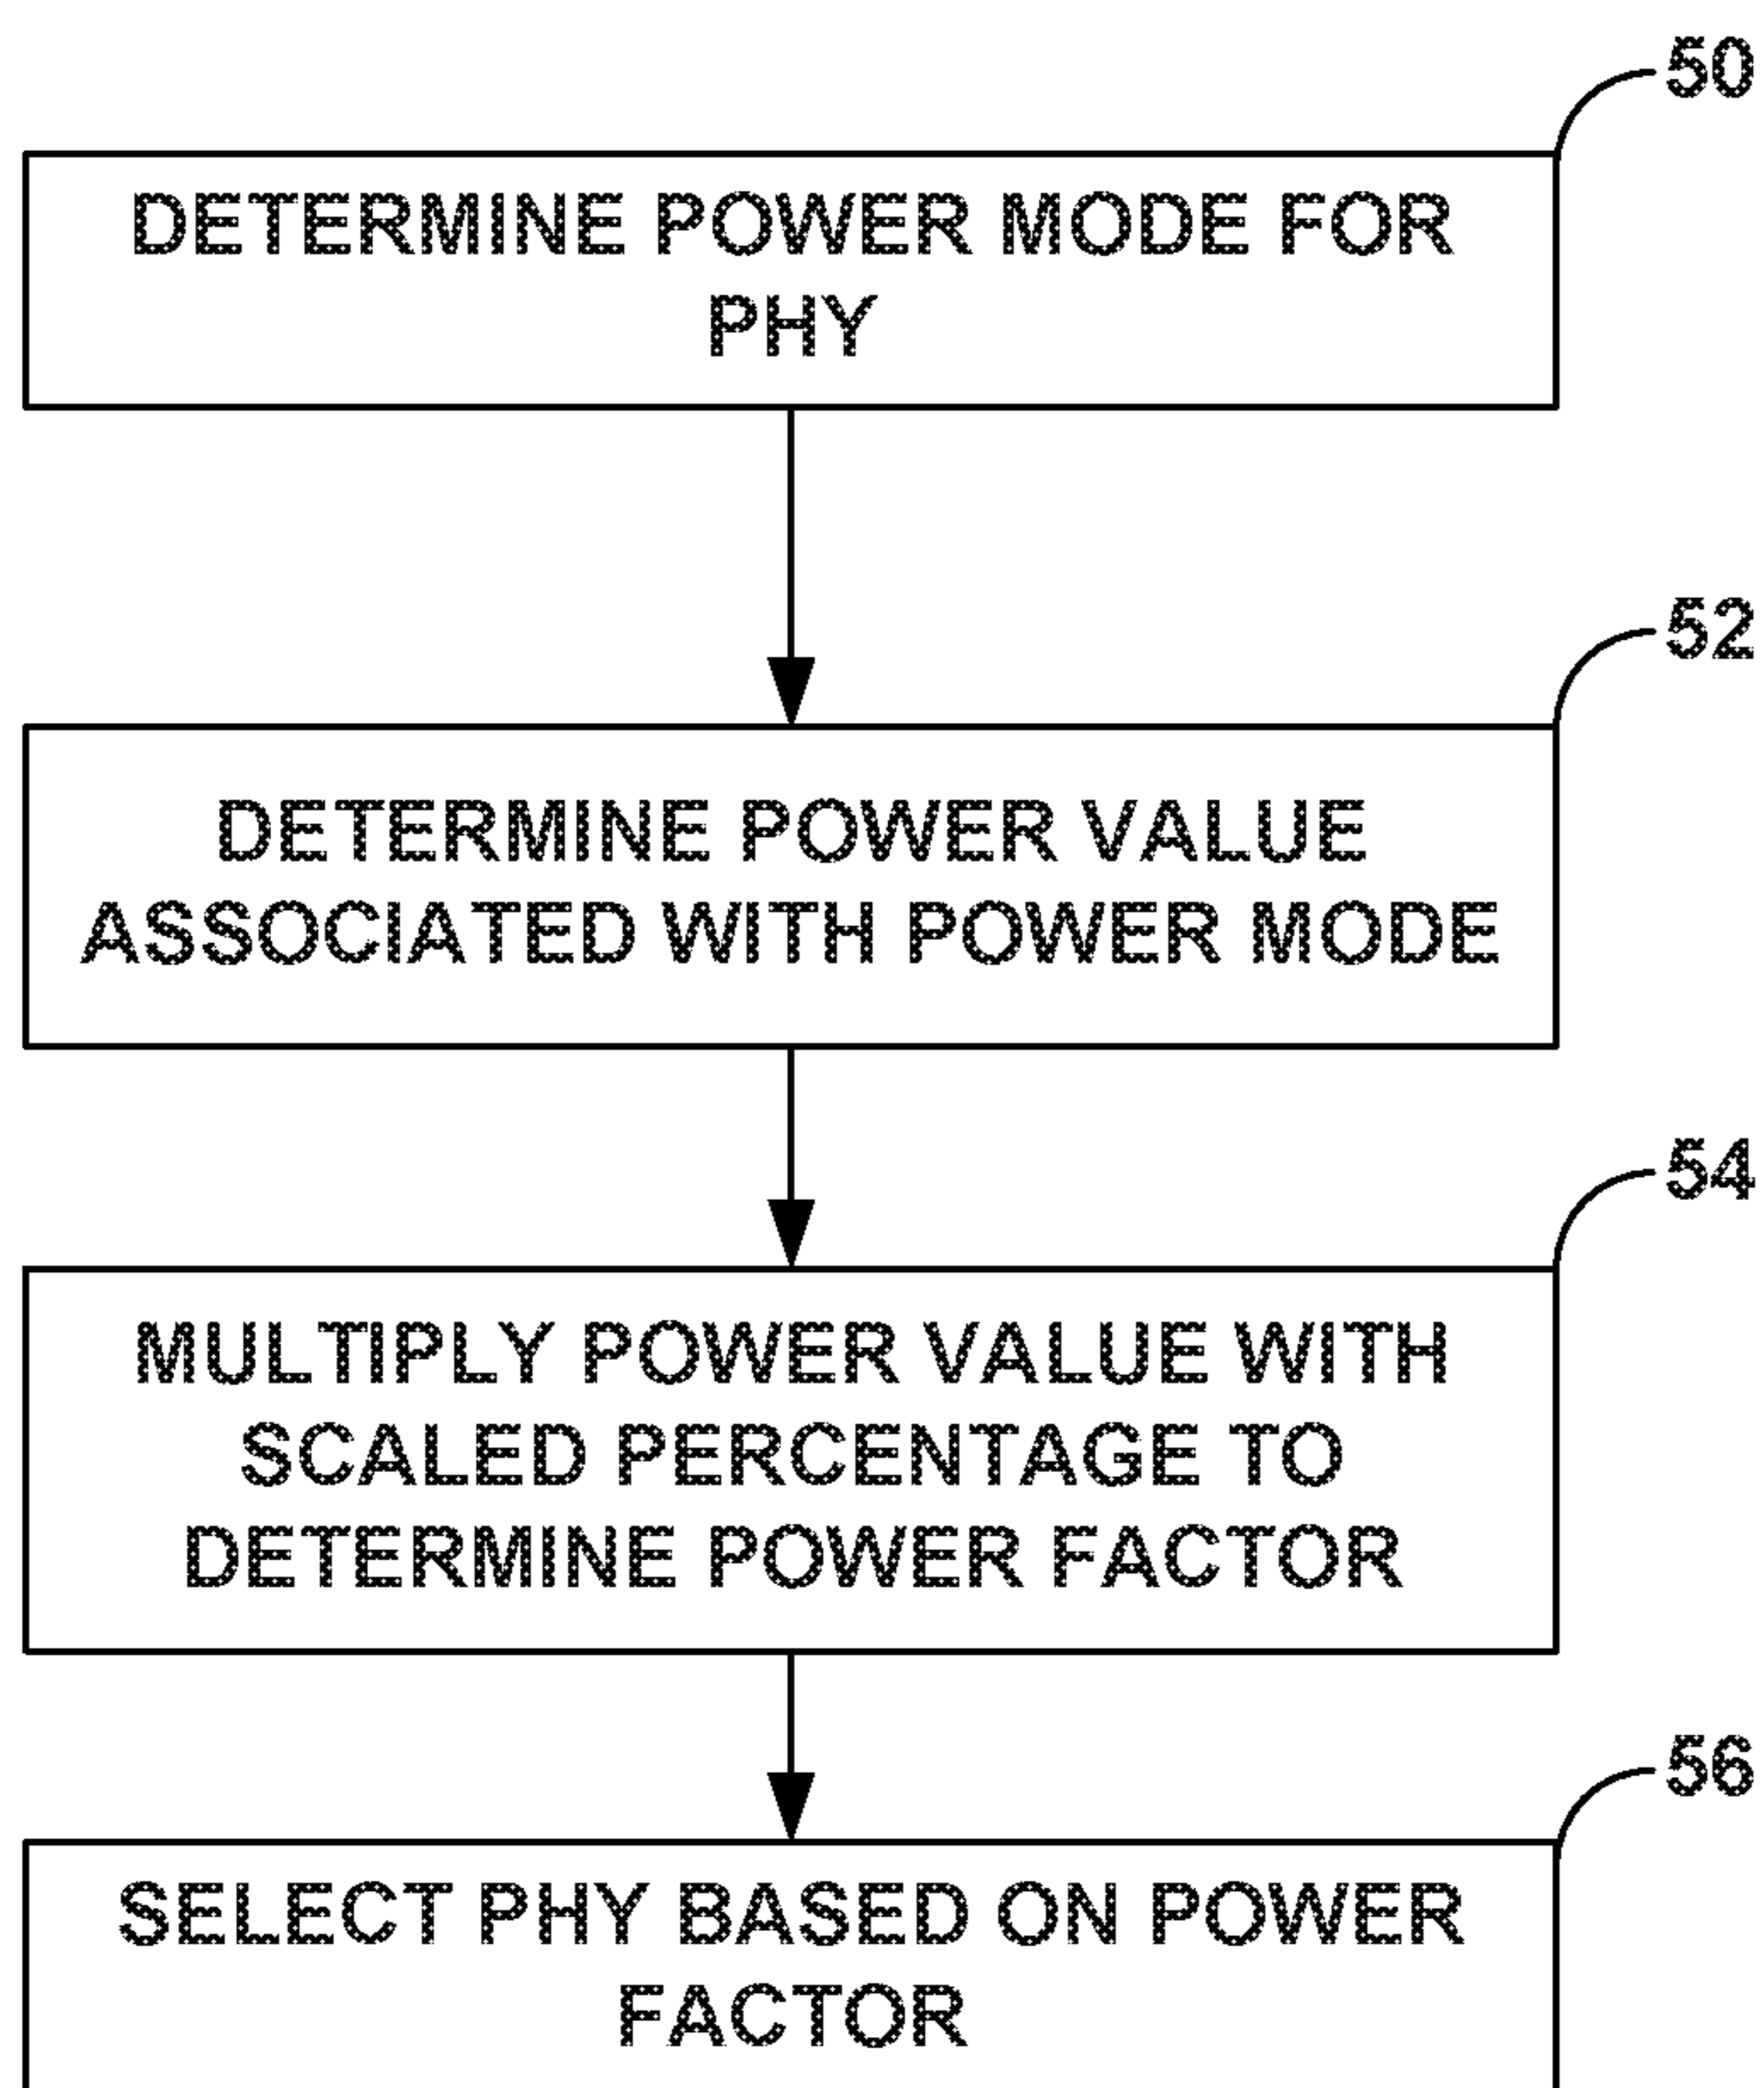 50
DETERMINE POWER MODE FOR
PHY
52
DETERMINE POWER VALUE
ASSOCIATED WITH POWER MODE
54
MULTIPLY POWER VALUE WITH
SCALED PERCENTAGE TO
DETERMINE POWER FACTOR
56
SELECT PHY BASED ON POWER
FACTOR